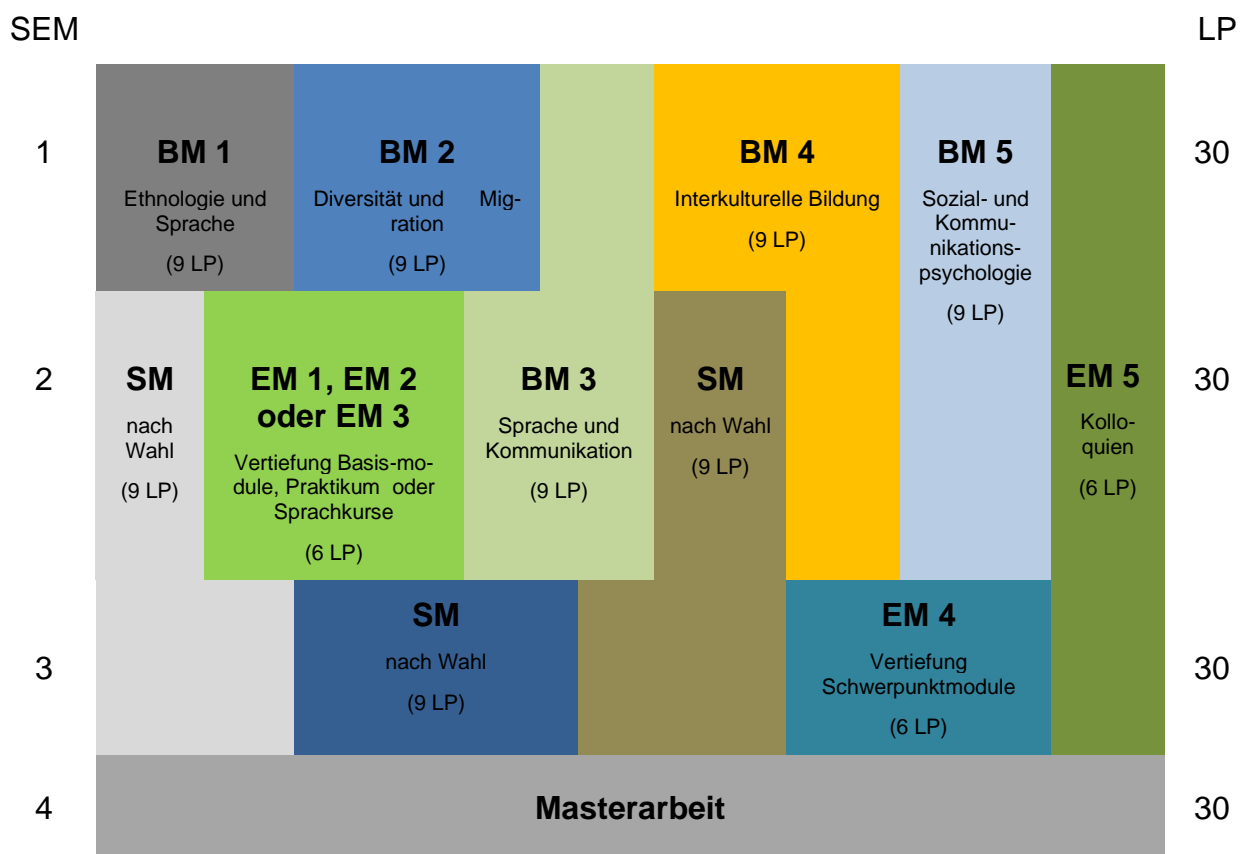 SEM
LP
1
BM 1
Ethnologie und
Sprache
(9 LP)
BM 2
Diversität und Mig-
ration
(9 LP)
BM 4
Interkulturelle Bildung
(9 LP)
BM 5
Sozial- und
Kommu-
nikations-
psychologie
(9 LP)
30
2
SM
nach
Wahl
(9 LP)
EM 1, EM 2
oder EM 3
Vertiefung Basis-mo-
dule, Praktikum oder
Sprachkurse
(6 LP)
BM 3
Sprache und
Kommunikation
(9 LP)
SM
nach Wahl
(9 LP)
EM 5
Kollo-
quien
(6 LP)
30
3
SM
nach Wahl
(9 LP)
EM 4
Vertiefung
Schwerpunktmodule
(6 LP)
30
4
Masterarbeit
30